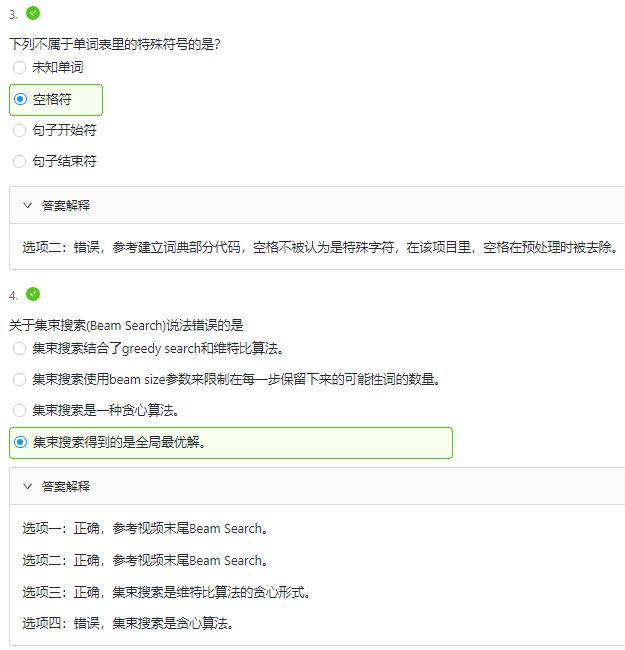 3.
下列不属于单词表里的特殊符号的是？
未知单词
空格符
句子开始符
句子结束符
答案解释
选项二：错误，参考建立词典部分代码，空格不被认为是特殊字符，在该项目里，空格在预处理时被去除。
4.
关于集束搜索(Beam Search)说法错误的是
集束搜索结合了greedy search和维特比算法。
集束搜索使用beam size参数来限制在每一步保留下来的可能性词的数量。
集束搜索是一种贪心算法。
集束搜索得到的是全局最优解。
答案解释
选项一：正确，参考视频末尾Beam Search。
选项二：正确，参考视频末尾Beam Search。
选项三：正确，集束搜索是维特比算法的贪心形式。
选项四：错误，集束搜索是贪心算法。